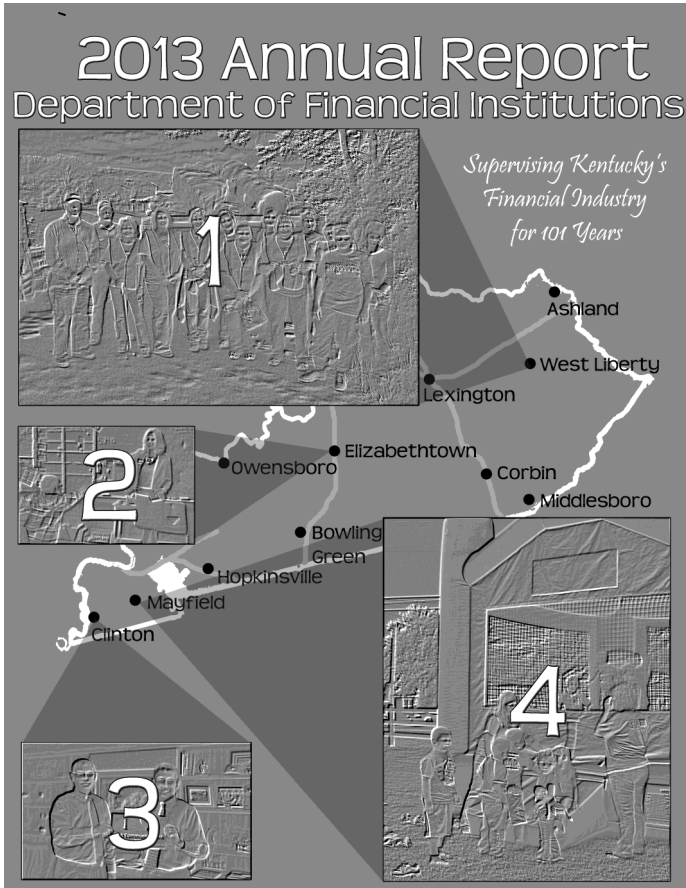 2013 Annual Report
Department of Financial Institutions
Supervising Kentucky's
Financial Industry
for 101 Years
1
Ashland
West Liberty
Lexington
2
Owensboro
Elizabethtown
Corbin
Middlesboro
Bowling
Green
Hopkinsville
Mayfield
Clinton
3
4